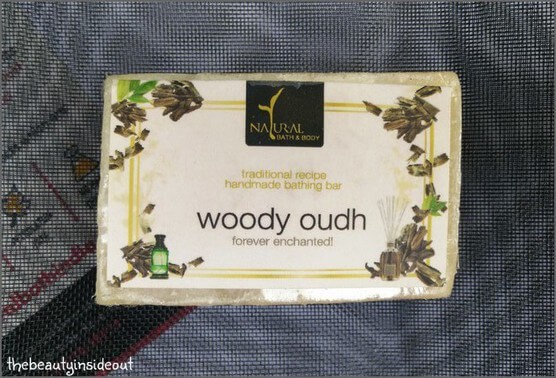 NATURAL
BATH & BODY
traditional recipe
handmade bathing bar
woody oudh
forever enchanted!
thebeautyinsideout